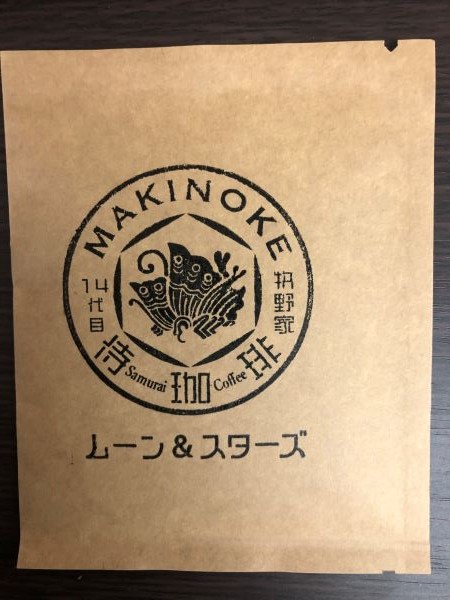 MAKINOKE
14代目
牧野家
侍珈琲
Samurai Coffee
ムーン&スターズ